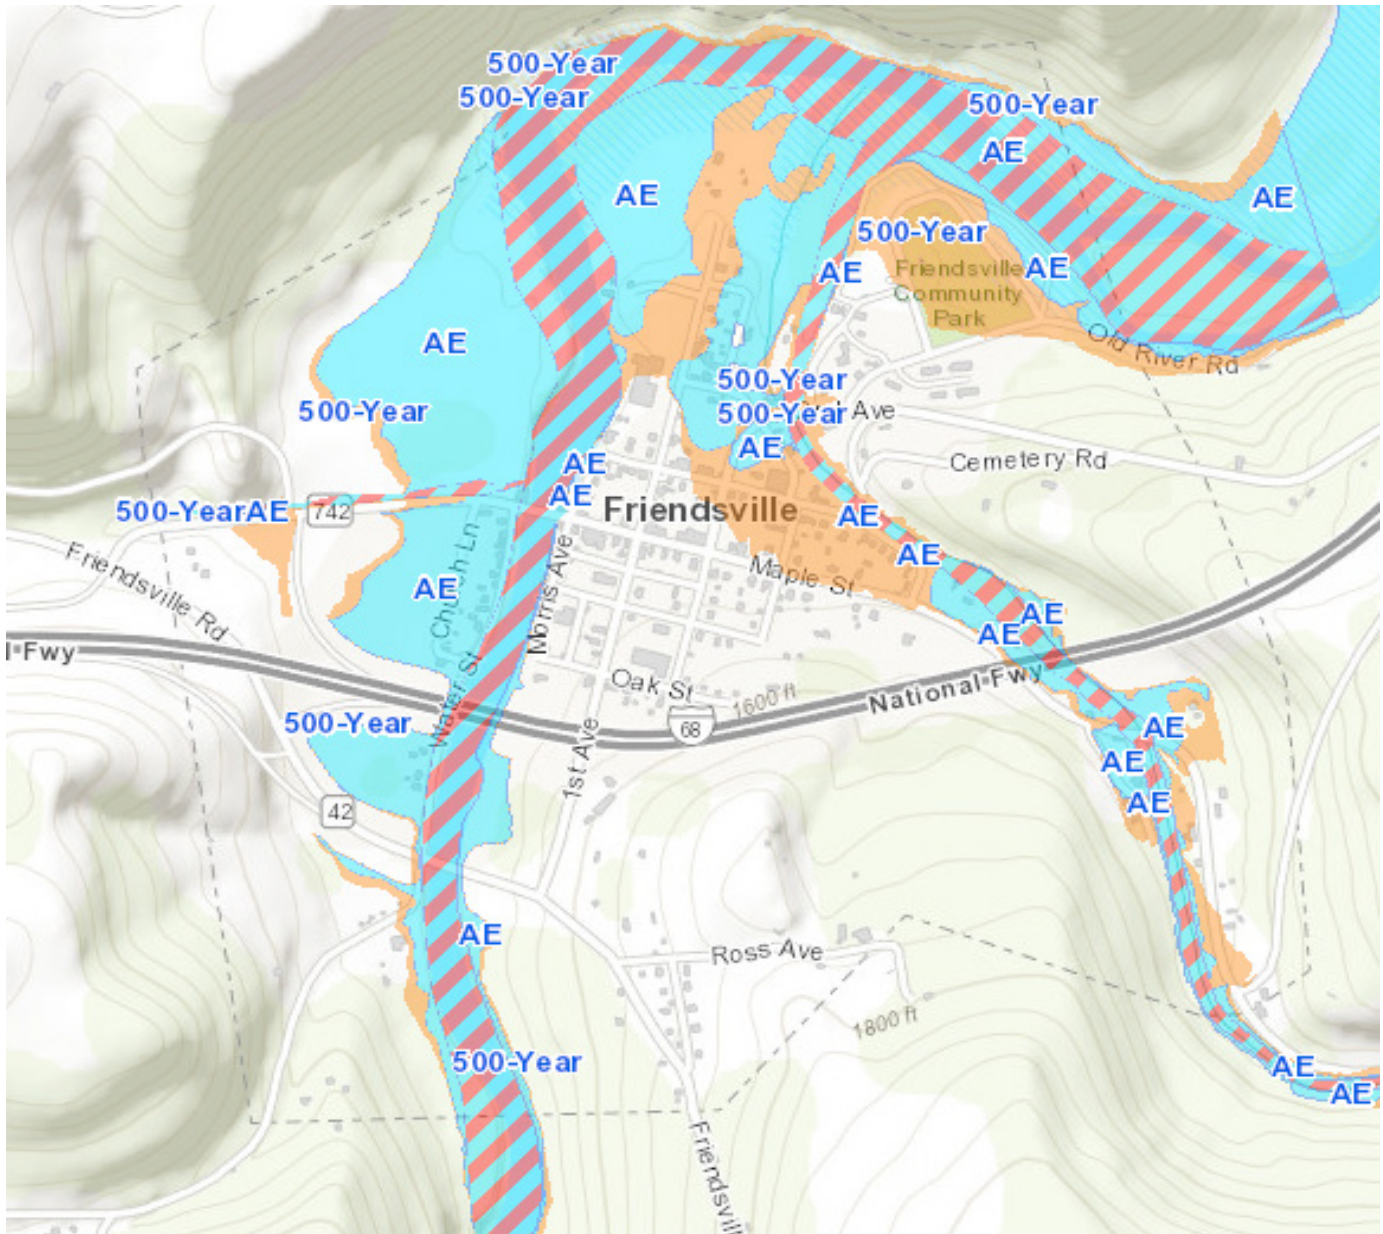 500-Year
500-Year
500-Year
AE
AE
AE
500-Year
AE
AE
Friendsville
Community
Park
Old River Rd
AE
500-Year
500-Year
500-Year
Ave
AE
Cemetery Rd
AE
AE
500-Year
AE
742
Friendsville
AE
AE
Friendsville Rd
AE
Church Ln
Morris Ave
Maple St
AE
AE
l Fwy
Water St
Oak St
1600 ft
National Fwy
500-Year
68
1st Ave
AE
AE
AE
42
AE
Ross Ave
1800 ft
500-Year
AE
AE
Friendsvill